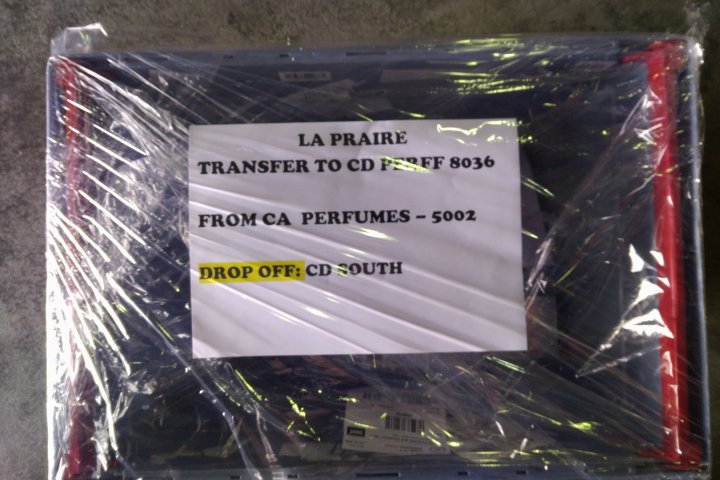 LA PRAIRE
TRANSFER TO CD PERFF 8036
FROM CA PERFUMES – 5002
DROP OFF: CD SOUTH